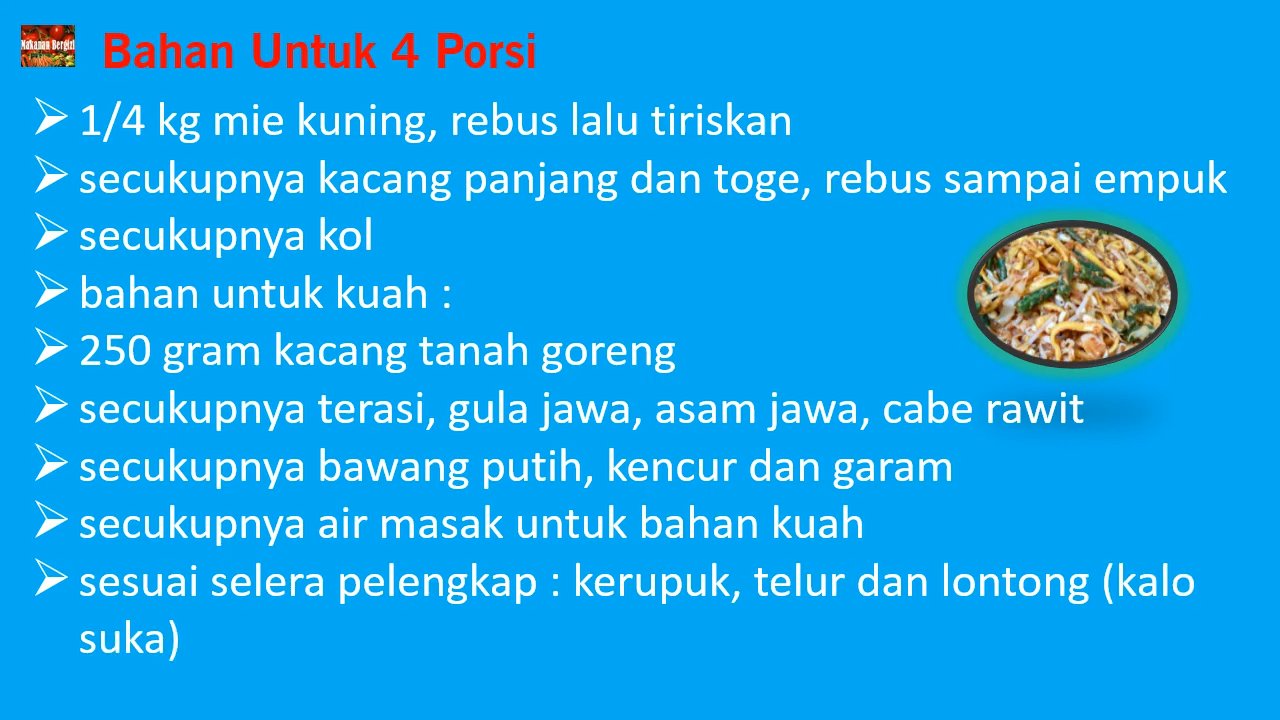 Makanan Bergizi
Bahan Untuk 4 Porsi
1/4 kg mie kuning, rebus lalu tiriskan
secukupnya kacang panjang dan toge, rebus sampai empuk
secukupnya kol
bahan untuk kuah :
250 gram kacang tanah goreng
secukupnya terasi, gula jawa, asam jawa, cabe rawit
secukupnya bawang putih, kencur dan garam
secukupnya air masak untuk bahan kuah
sesuai selera pelengkap : kerupuk, telur dan lontong (kalo
suka)